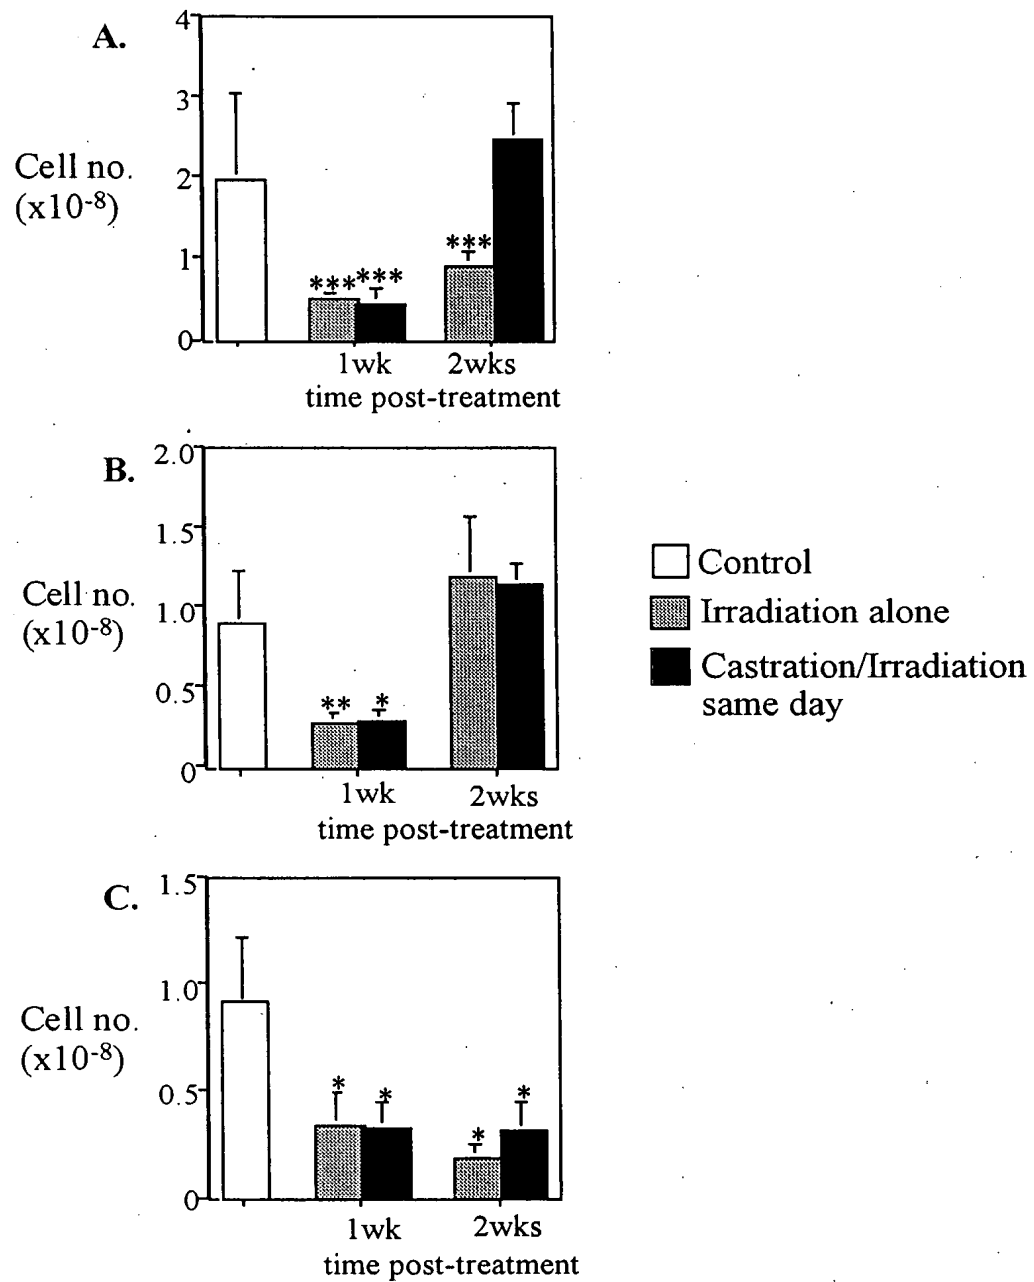 A.
4
3
2
1
0
Cell no.
(x10-8)
***
***
***
1wk 2wks
time post-treatment
B.
2.0
1.5
1.0
0.5
0
Cell no.
(x10-8)
**
*
1wk 2wks
time post-treatment
Control
Irradiation alone
Castration/Irradiation
same day
C.
1.5
1.0
0.5
0
Cell no.
(x10-8)
*
*
*
*
1wk 2wks
time post-treatment